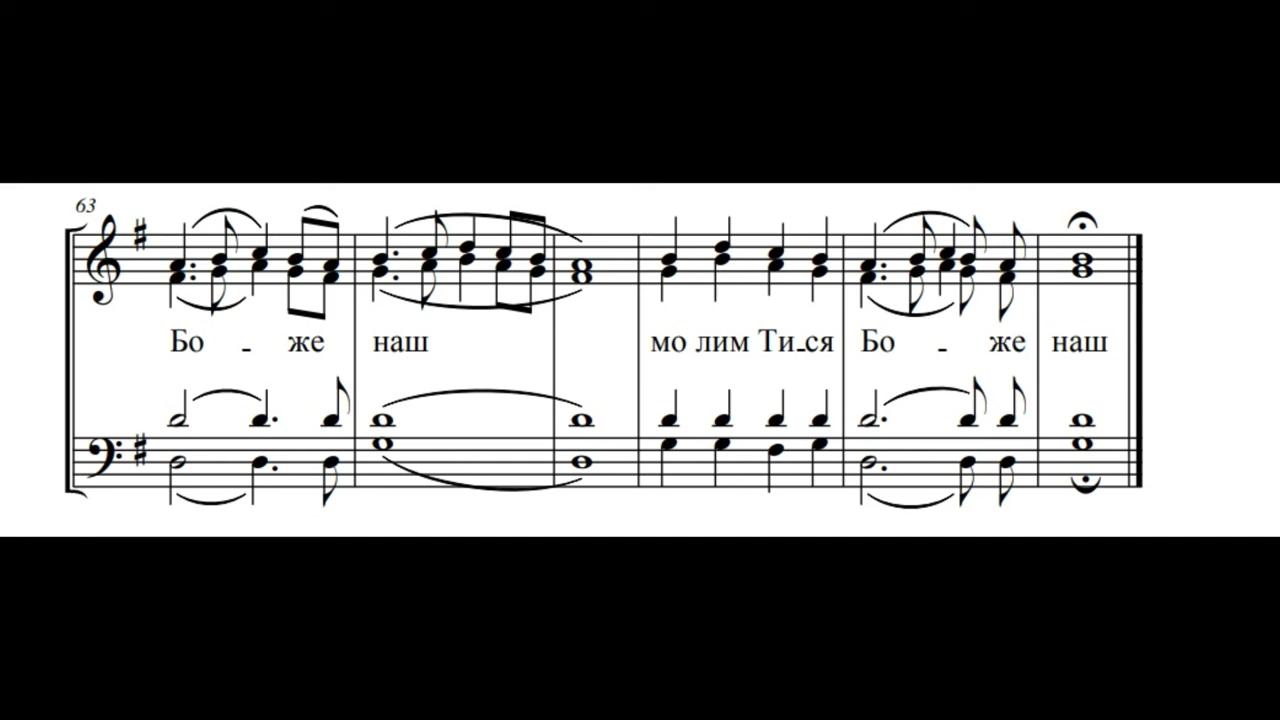 63
Бо - же наш мо лим Ти-ся Бо - же наш